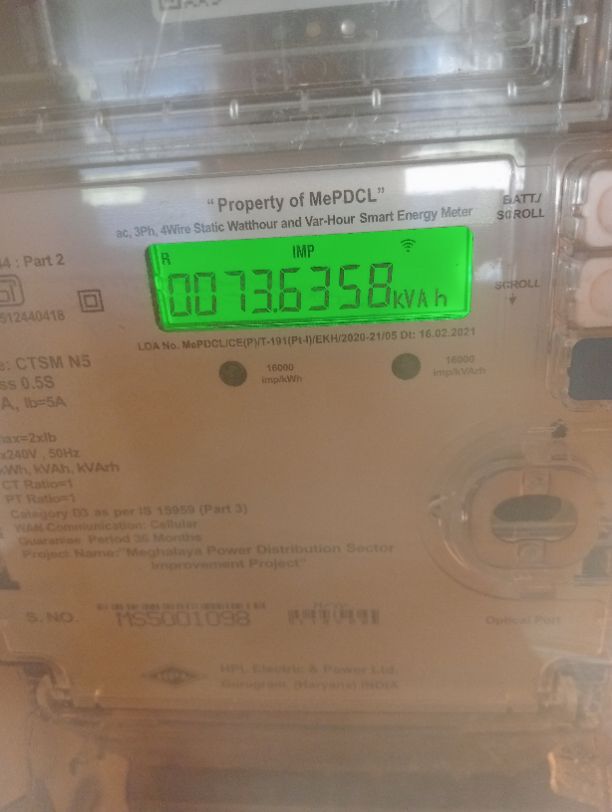 "Property of MePDCL"
ac, 3Ph, 4Wire Static Watthour and Var-Hour Smart Energy Meter
BATT./
SCROLL
R IMP
0073.6358kVAh
SCROLL
4 : Part 2
512440418
LOA No. MePDCL/CE(P)/T-191(Pt-I)/EKH/2020-21/05 Dt: 16.02.2021
: CTSM N5
ss 0.5S
A, Ib=5A
16000
imp/kWh
16000
imp/kVArh
max=2xIb
x240V , 50Hz
kWh, kVAh, kVArh
CT Ratio=1
PT Ratio=1
Category D3 as per IS 15959 (Part 3)
WAN Communication: Cellular
Guarantee Period 36 Months
Project Name:"Meghalaya Power Distribution Sector
Improvement Project"
S. NO. MS5001098
Optical Port
HPL Electric & Power Ltd.
Gurugram, (Haryana) INDIA